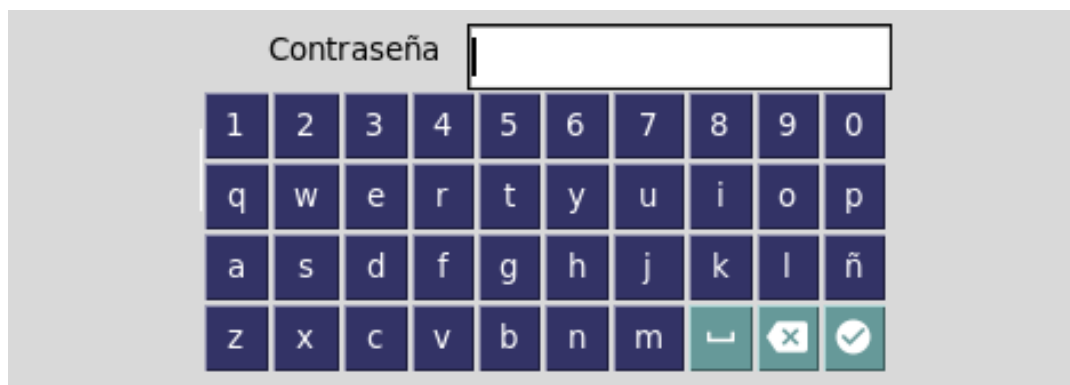 Contraseña
1 2 3 4 5 6 7 8 9 0
q w e r t y u i o p
a s d f g h j k l ñ
z x c v b n m